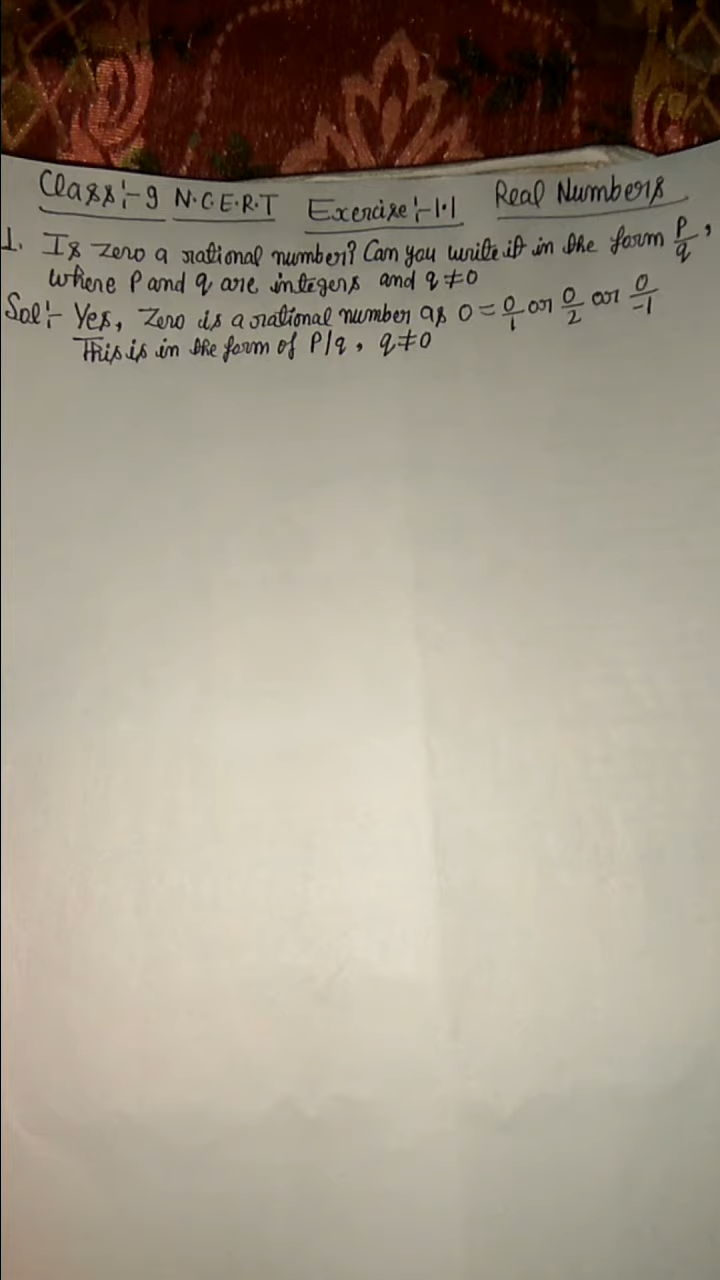 Class:- 9 N.C.E.R.T Exercise:- 1.1 Real Numbers
1. Is zero a rational number? Can you write it in the form P/q,
where P and q are integers and q ≠ 0
Sol:- Yes, Zero is a rational number as 0 = 0/1 or 0/2 or 0/-1
This is in the form of P/q, q ≠ 0